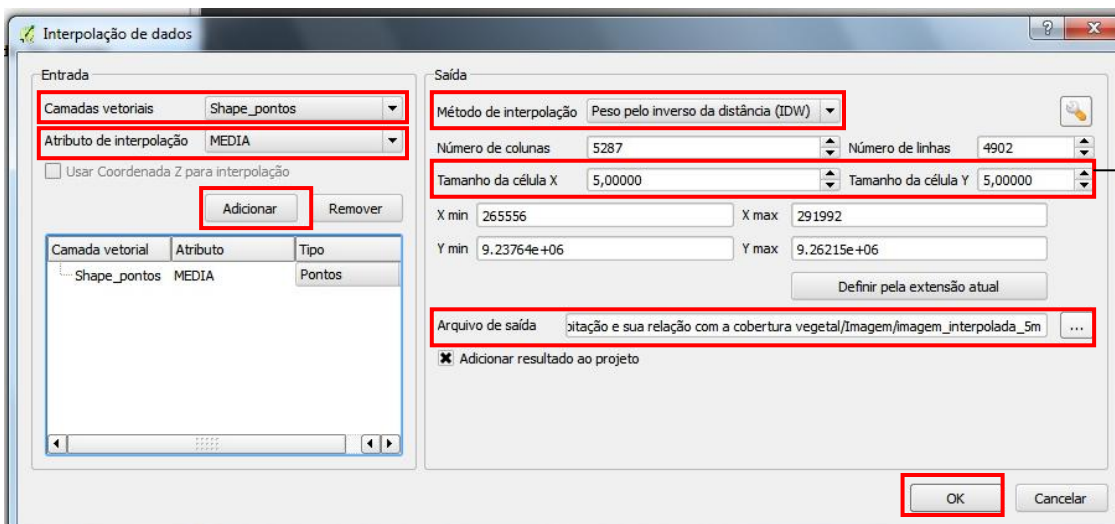 Interpolação de dados
Entrada
Camadas vetoriais Shape_pontos
Atributo de interpolação MEDIA
Usar Coordenada Z para interpolação
Adicionar Remover
Camada vetorial Atributo Tipo
Shape_pontos MEDIA Pontos
Saída
Método de interpolação Peso pelo inverso da distância (IDW)
Número de colunas 5287 Número de linhas 4902
Tamanho da célula X 5,00000 Tamanho da célula Y 5,00000
X min 265556 X max 291992
Y min 9.23764e+06 Y max 9.26215e+06
Definir pela extensão atual
Arquivo de saída pitação e sua relação com a cobertura vegetal/Imagem/imagem_interpolada_5m ...
Adicionar resultado ao projeto
OK Cancelar